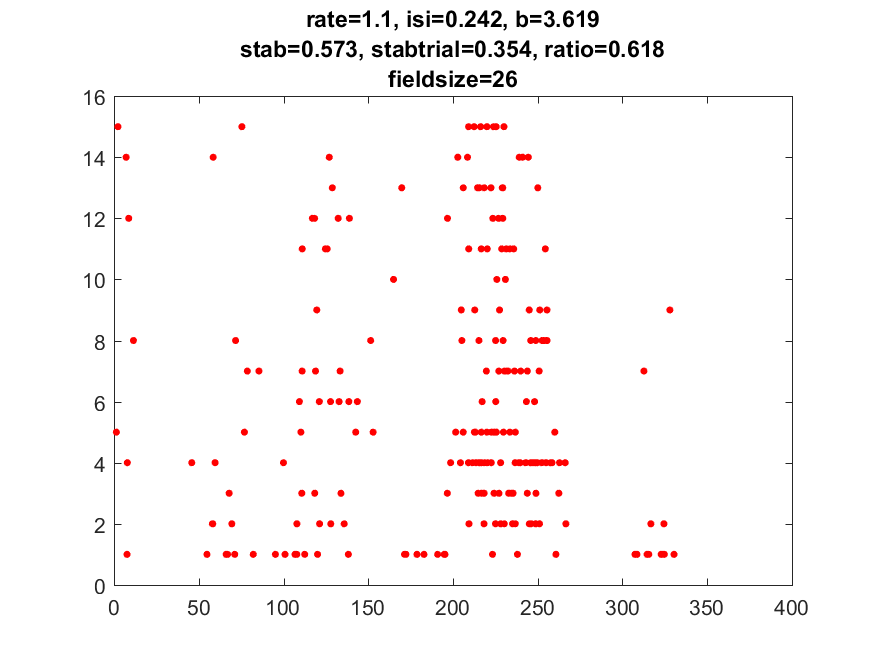 rate=1.1, isi=0.242, b=3.619
stab=0.573, stabtrial=0.354, ratio=0.618
fieldsize=26
16
14
12
10
8
6
4
2
0
0 50 100 150 200 250 300 350 400